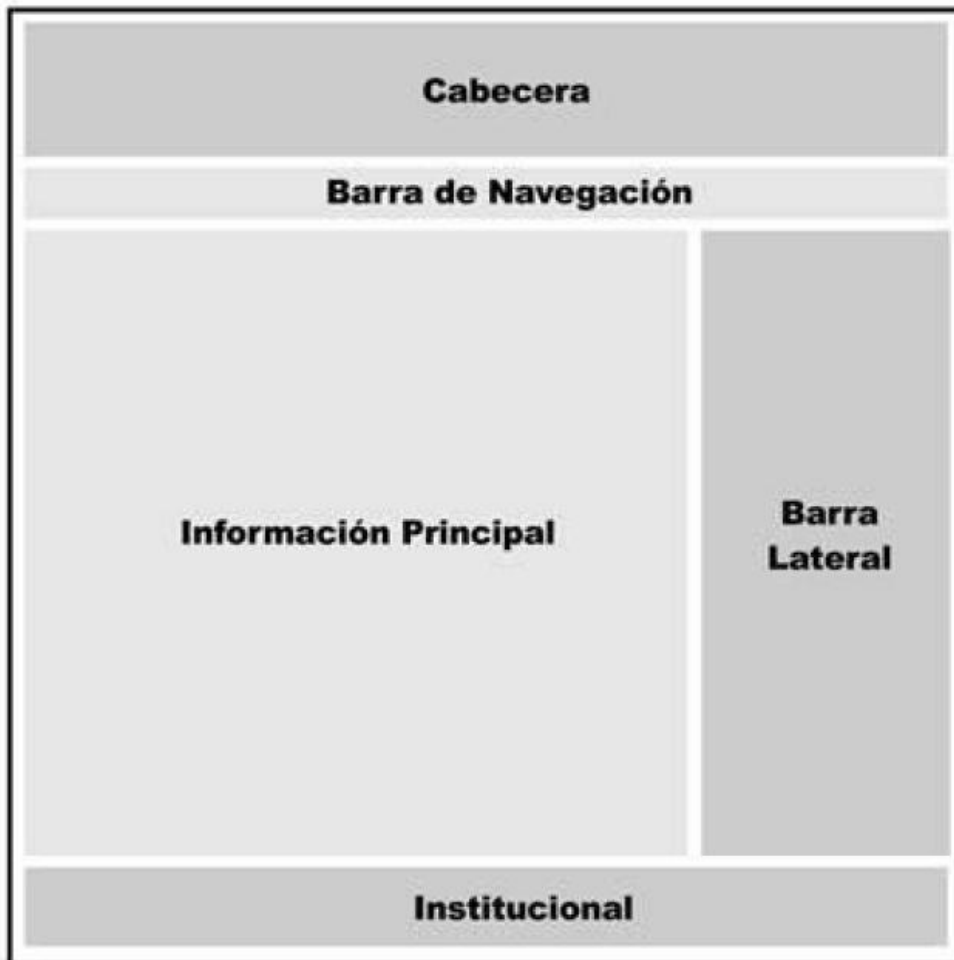 Cabecera
Barra de Navegación
Información Principal
Barra
Lateral
Institucional